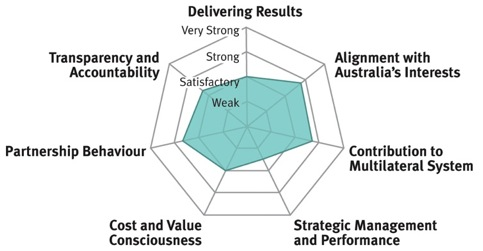 Delivering Results
Very Strong
Strong
Satisfactory
Weak
Transparency and
Accountability
Alignment with
Australia's Interests
Partnership Behaviour
Contribution to
Multilateral System
Cost and Value
Consciousness
Strategic Management
and Performance